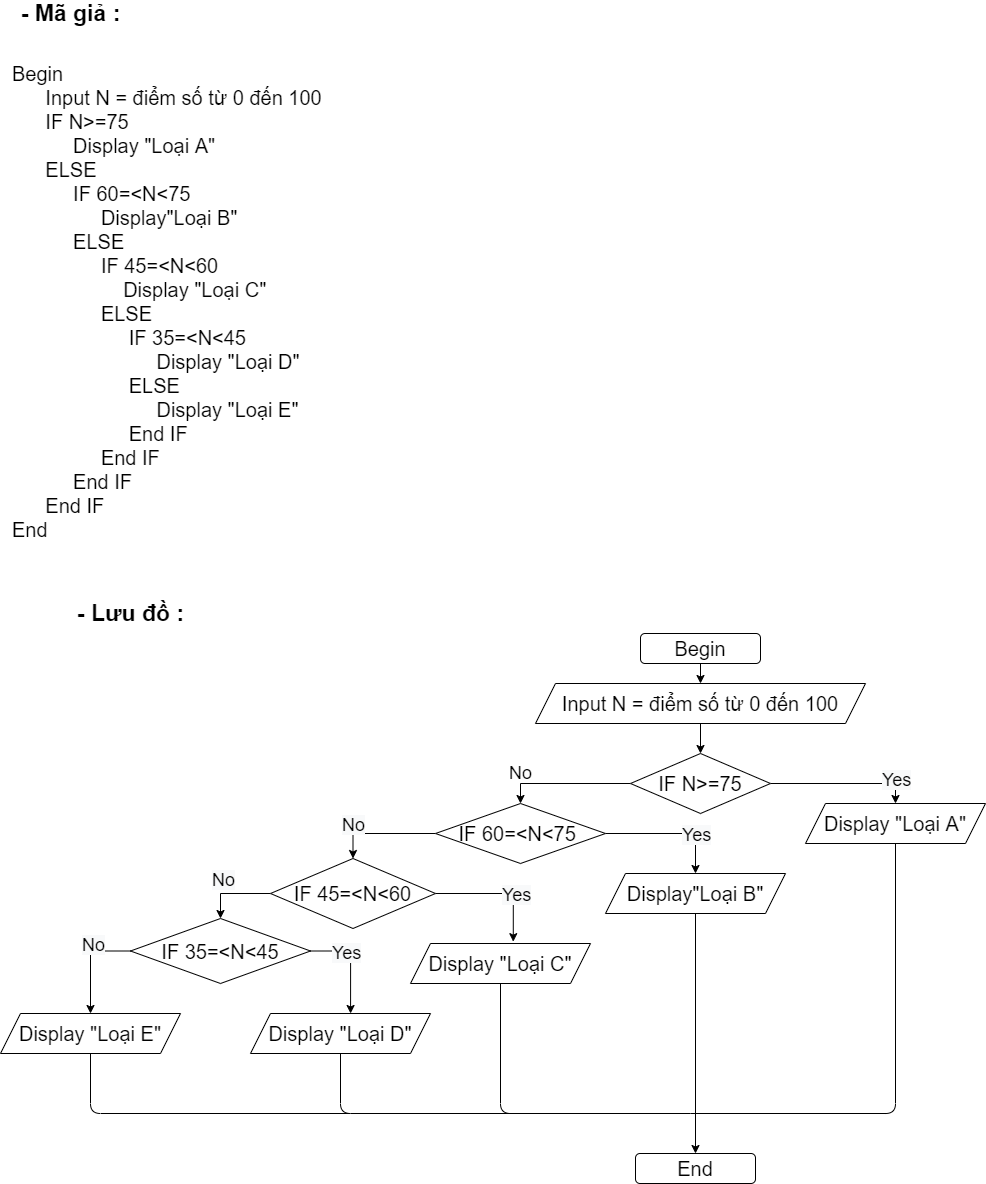 - Mã giả :
Begin
Input N = điểm số từ 0 đến 100
IF N>=75
Display "Loại A"
ELSE
IF 60=<N<75
Display"Loại B"
ELSE
IF 45=<N<60
Display "Loại C"
ELSE
IF 35=<N<45
Display "Loại D"
ELSE
Display "Loại E"
End IF
End IF
End IF
End IF
End
- Lưu đồ :
Begin
Input N = điểm số từ 0 đến 100
IF N>=75
No
Yes
Display "Loại A"
IF 60=<N<75
No
Yes
Display"Loại B"
IF 45=<N<60
No
Yes
Display "Loại C"
IF 35=<N<45
No
Yes
Display "Loại E"
Display "Loại D"
End